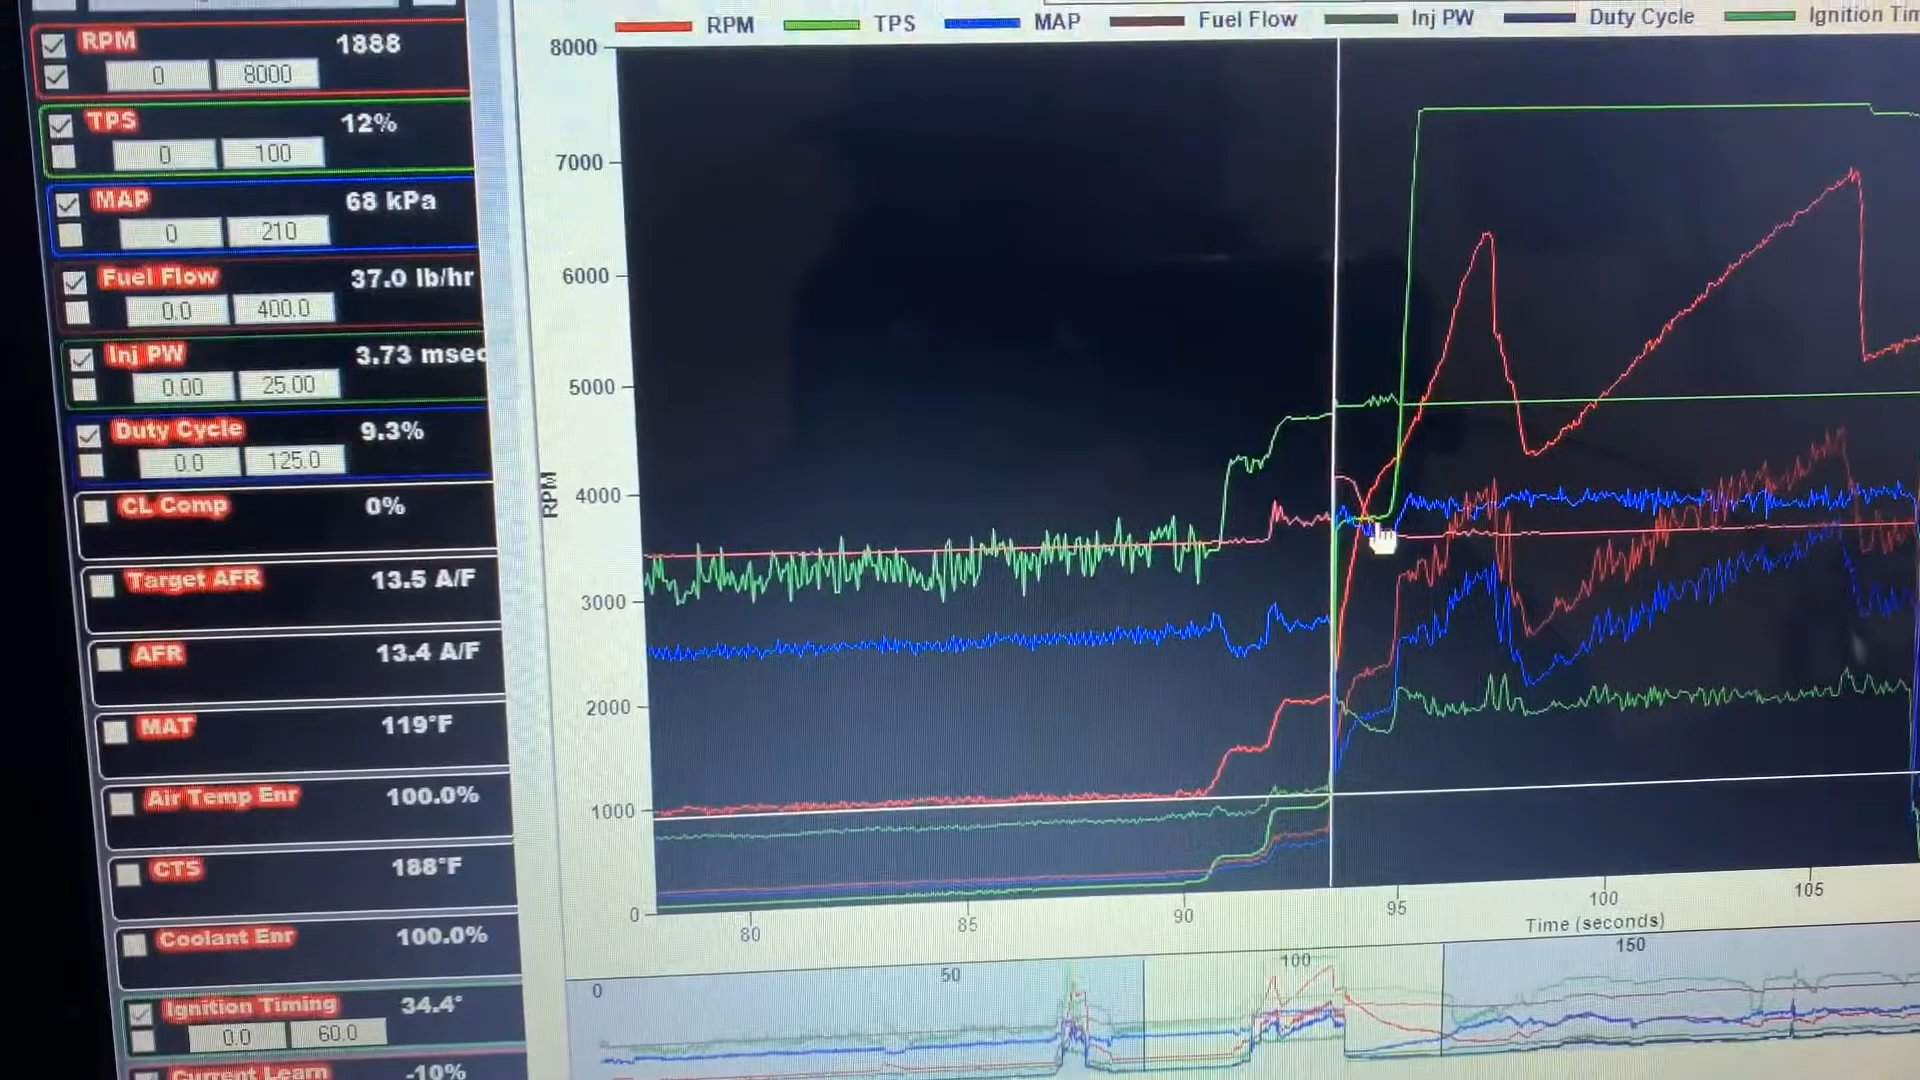 RPM 1888
0 8000
TPS 12%
0 100
MAP 68 kPa
0 210
Fuel Flow 37.0 lb/hr
0.0 400.0
Inj PW 3.73 msec
0.00 25.00
Duty Cycle 9.3%
0.0 125.0
CL Comp 0%
Target AFR 13.5 A/F
AFR 13.4 A/F
MAT 119°F
Air Temp Enr 100.0%
CTS 188°F
Coolant Enr 100.0%
Ignition Timing 34.4°
0.0 60.0
Current Learn -10%
RPM TPS MAP Fuel Flow Inj PW Duty Cycle Ignition Tim
8000
7000
6000
5000
4000
3000
2000
1000
0
RPM
80 85 90 95 100 105
Time (seconds)
0 50 100 150